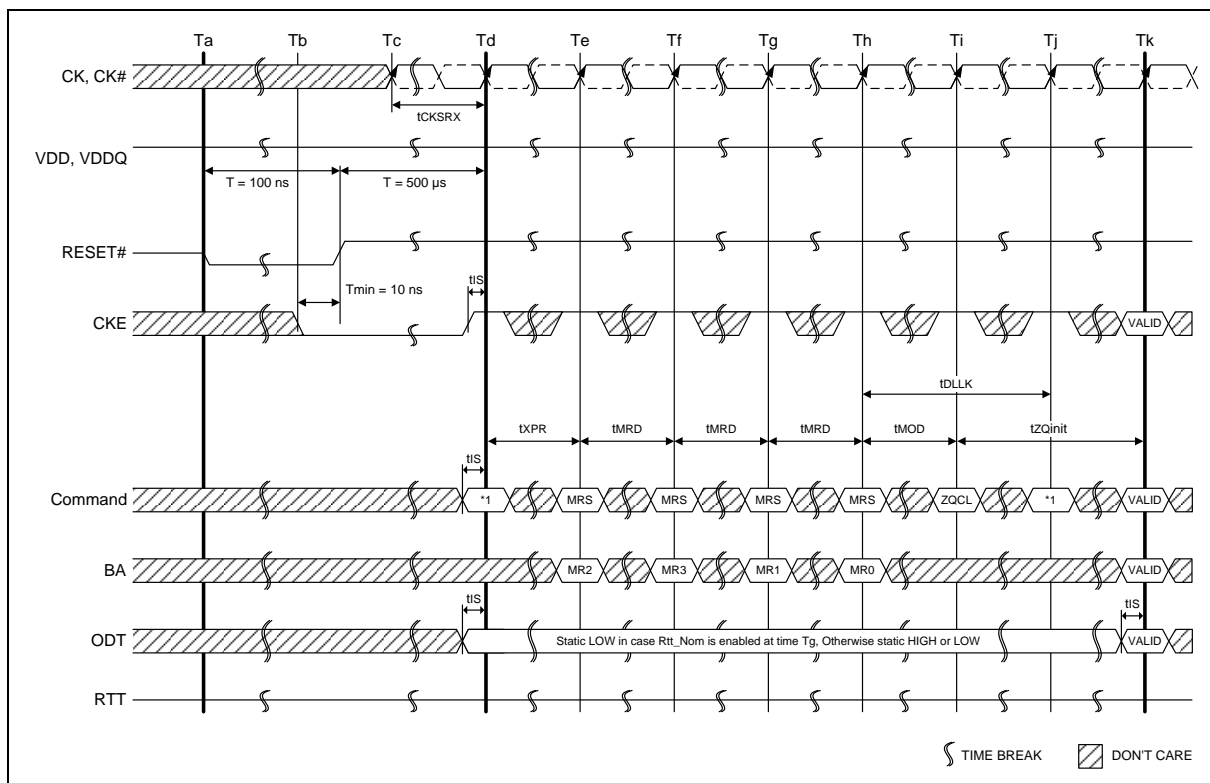 Ta Tb Tc Td Te Tf Tg Th Ti Tj Tk
CK, CK#
tCKSRX
VDD, VDDQ
T = 100 ns T = 500 µs
RESET#
tIS
Tmin = 10 ns
CKE VALID
tDLLK
tXPR tMRD tMRD tMRD tMOD tZQinit
tIS
Command *1 MRS MRS MRS MRS ZQCL *1 VALID
BA MR2 MR3 MR1 MR0 VALID
tIS tIS
ODT Static LOW in case Rtt_Nom is enabled at time Tg, Otherwise static HIGH or LOW VALID
RTT
TIME BREAK DON'T CARE